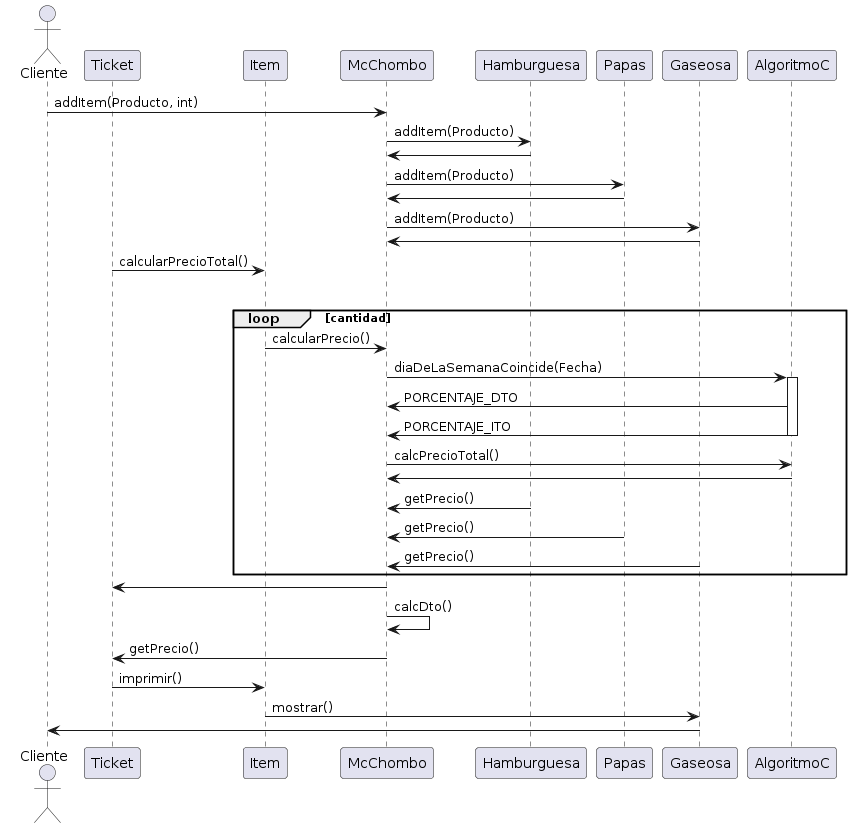 Cliente
Ticket
Item
McChombo
Hamburguesa
Papas
Gaseosa
AlgoritmoC
addItem(Producto, int)
addItem(Producto)
addItem(Producto)
addItem(Producto)
calcularPrecioTotal()
loop [cantidad]
calcularPrecio()
diaDeLaSemanaCoincide(Fecha)
PORCENTAJE_DTO
PORCENTAJE_ITO
calcPrecioTotal()
getPrecio()
getPrecio()
getPrecio()
calcDto()
getPrecio()
imprimir()
mostrar()
Cliente
Ticket
Item
McChombo
Hamburguesa
Papas
Gaseosa
AlgoritmoC